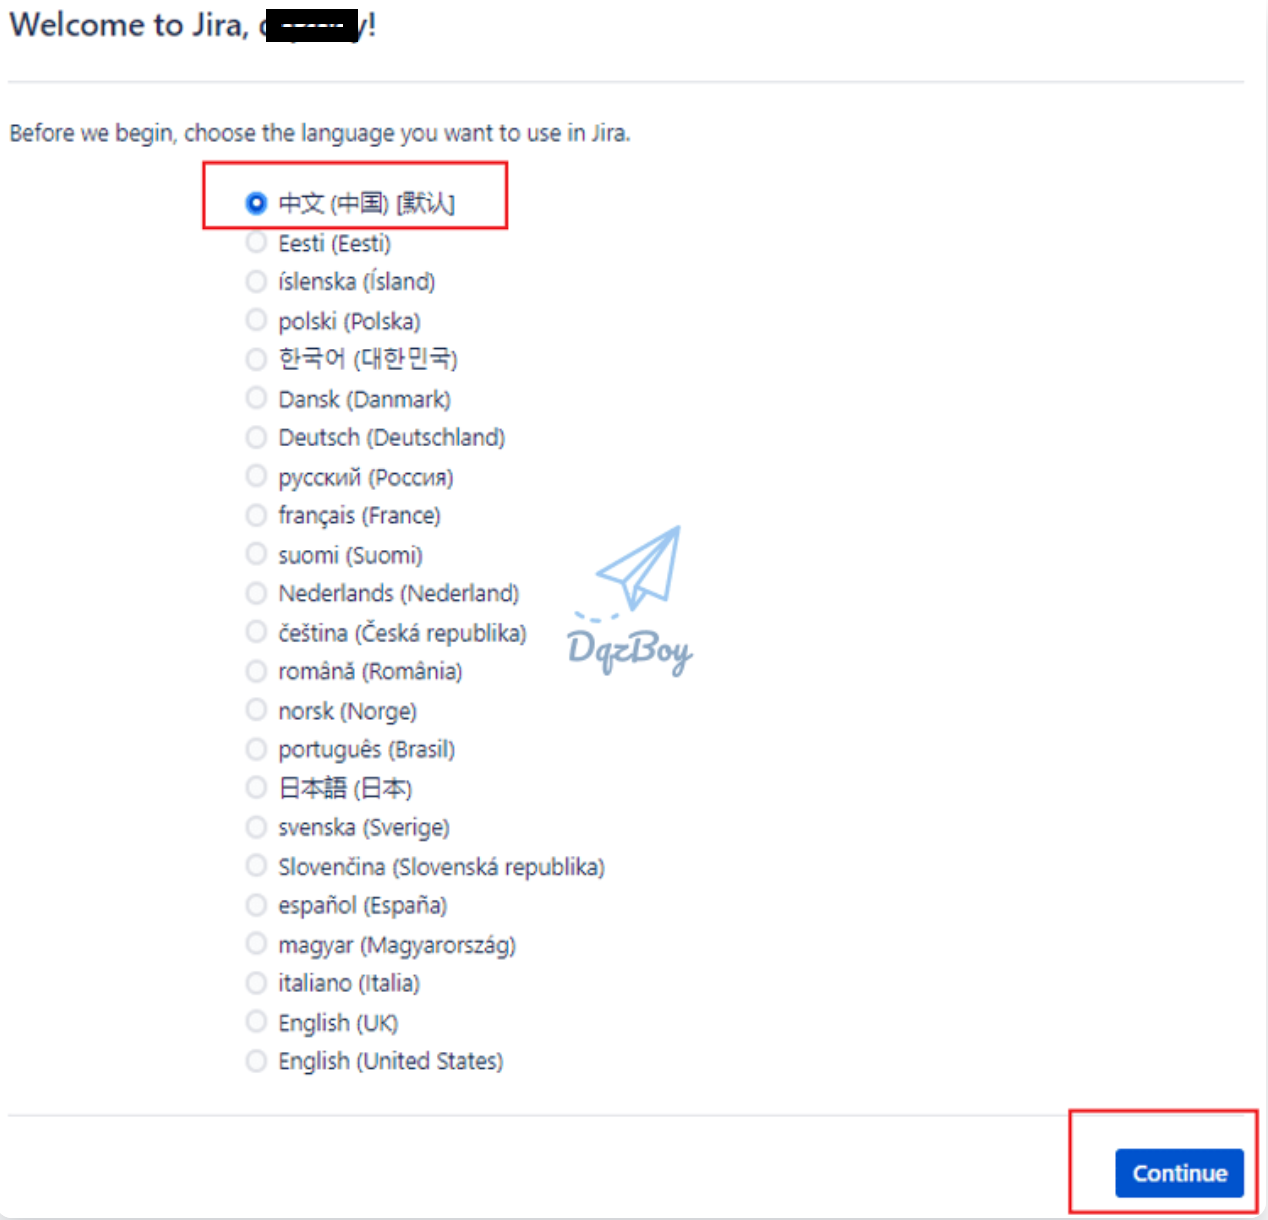 Welcome to Jira, !
Before we begin, choose the language you want to use in Jira.
中文 (中国) [默认]
Eesti (Eesti)
íslenska (Ísland)
polski (Polska)
한국어 (대한민국)
Dansk (Danmark)
Deutsch (Deutschland)
русский (Россия)
français (France)
suomi (Suomi)
Nederlands (Nederland)
čeština (Česká republika)
română (România)
norsk (Norge)
português (Brasil)
日本語 (日本)
svenska (Sverige)
Slovenčina (Slovenská republika)
español (España)
magyar (Magyarország)
italiano (Italia)
English (UK)
English (United States)
DqzBoy
Continue